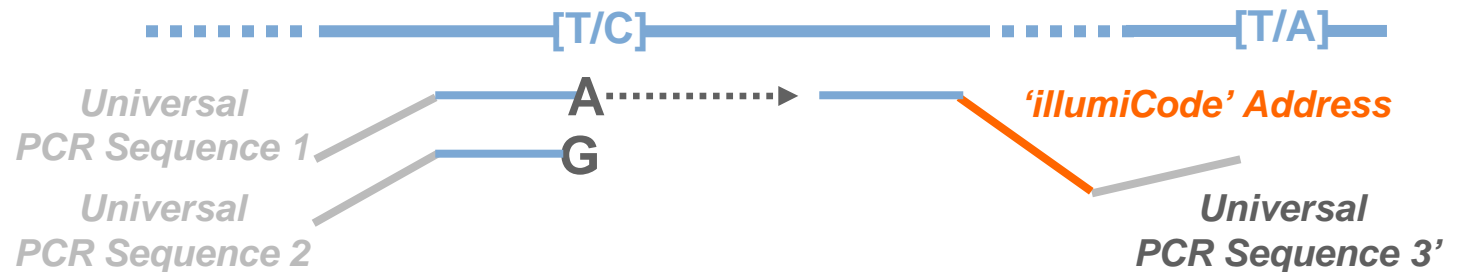 [T/C] [T/A]
Universal
PCR Sequence 1
A
'illumiCode' Address
G
Universal
PCR Sequence 2
Universal
PCR Sequence 3'